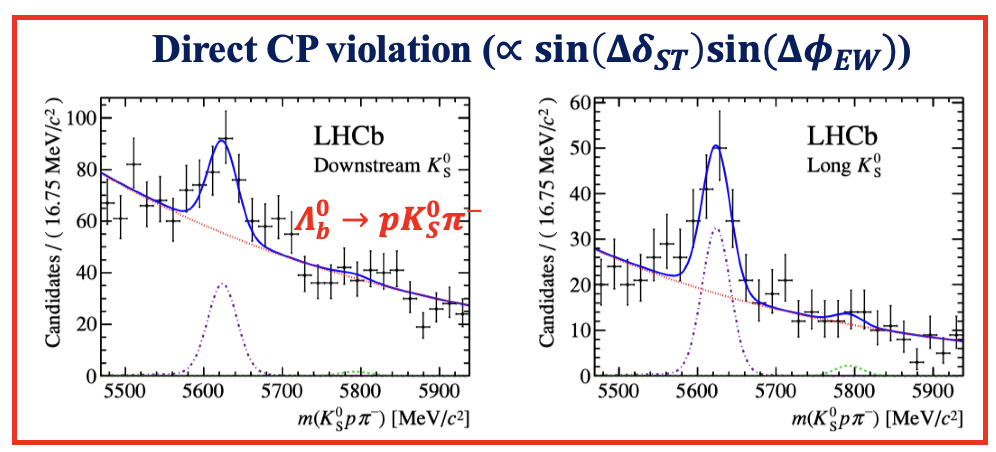 Direct CP violation (∝ sin(Δδ_ST)sin(Δϕ_EW))
Candidates / ( 16.75 MeV/c² )
100
80
60
40
20
0
LHCb
Downstream K⁰_S
Λ⁰_b → pK⁰_Sπ⁻
5500 5600 5700 5800 5900
m(K⁰_S pπ⁻) [MeV/c²]
Candidates / ( 16.75 MeV/c² )
60
50
40
30
20
10
0
LHCb
Long K⁰_S
5500 5600 5700 5800 5900
m(K⁰_S pπ⁻) [MeV/c²]